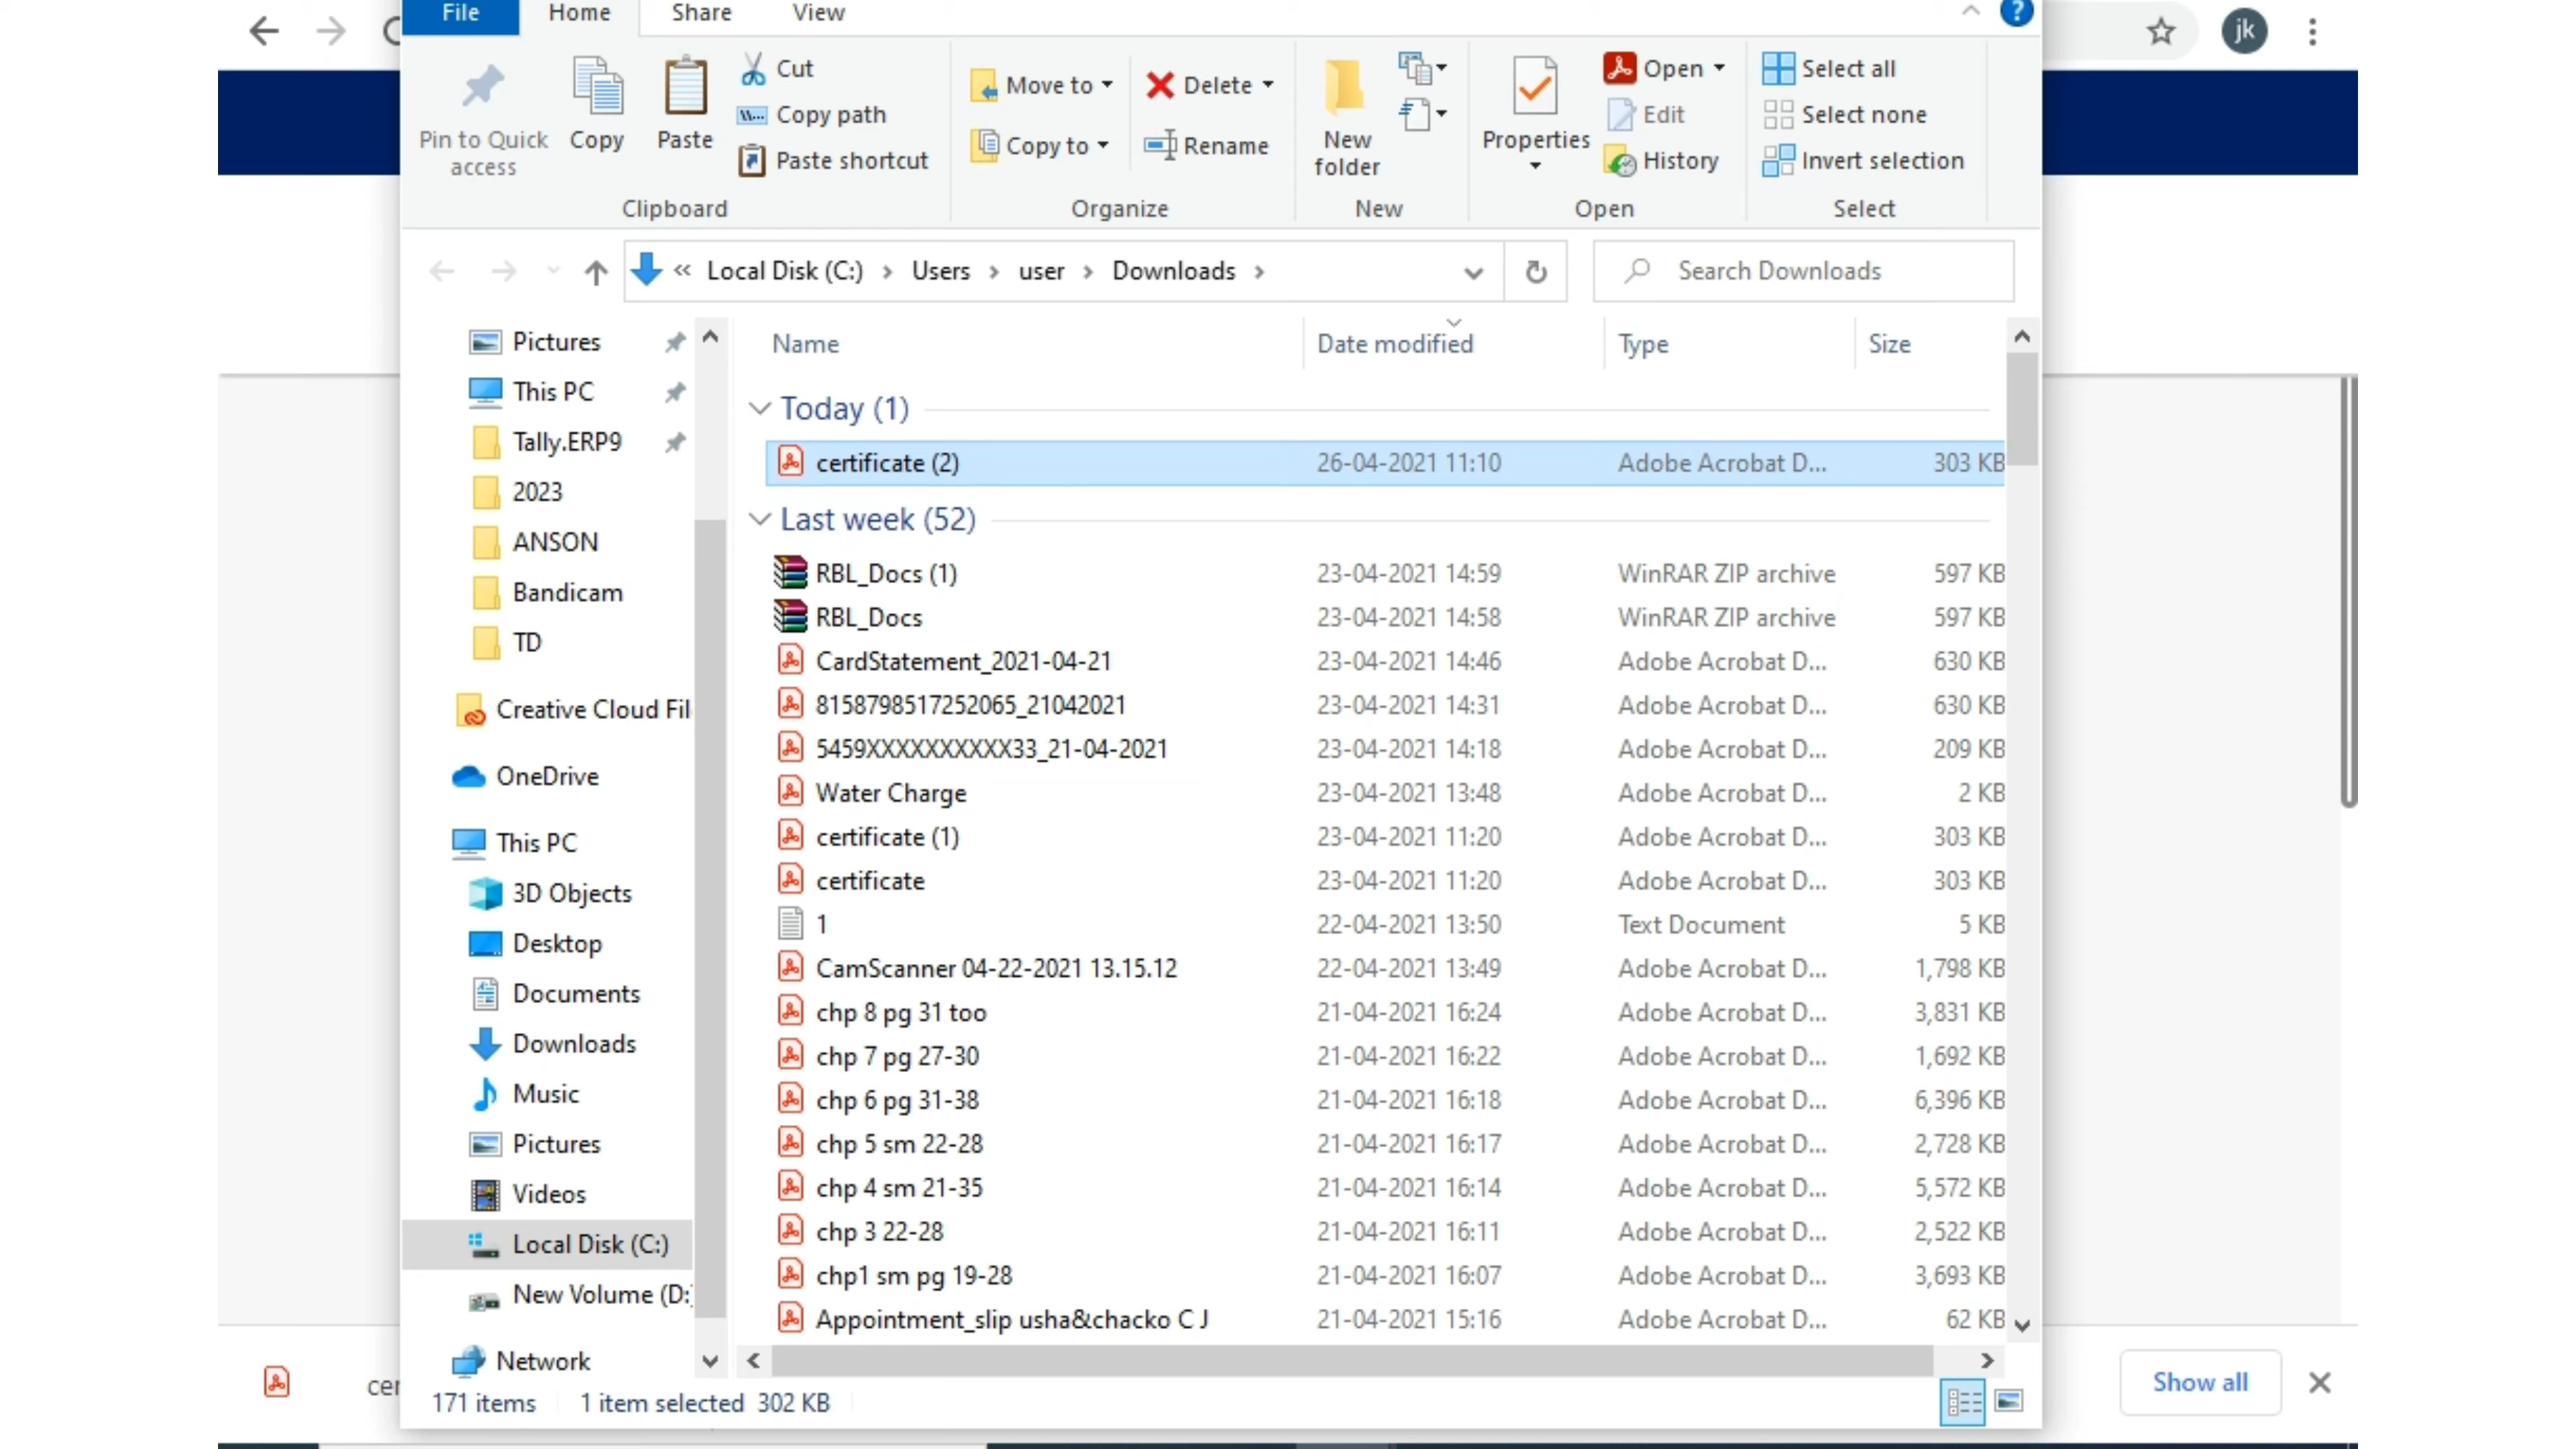 File Home Share View
?
jk
Pin to Quick access
Copy
Paste
Cut
Copy path
Paste shortcut
Clipboard
Move to
Copy to
Delete
Rename
Organize
New folder
New
Properties
Open
Edit
History
Open
Select all
Select none
Invert selection
Select
« Local Disk (C:) › Users › user › Downloads ›
Search Downloads
Pictures
This PC
Tally.ERP9
2023
ANSON
Bandicam
TD
Creative Cloud Fil
OneDrive
This PC
3D Objects
Desktop
Documents
Downloads
Music
Pictures
Videos
Local Disk (C:)
New Volume (D:
Network
Name Date modified Type Size
Today (1)
certificate (2) 26-04-2021 11:10 Adobe Acrobat D... 303 KB
Last week (52)
RBL_Docs (1) 23-04-2021 14:59 WinRAR ZIP archive 597 KB
RBL_Docs 23-04-2021 14:58 WinRAR ZIP archive 597 KB
CardStatement_2021-04-21 23-04-2021 14:46 Adobe Acrobat D... 630 KB
8158798517252065_21042021 23-04-2021 14:31 Adobe Acrobat D... 630 KB
5459XXXXXXXXXX33_21-04-2021 23-04-2021 14:18 Adobe Acrobat D... 209 KB
Water Charge 23-04-2021 13:48 Adobe Acrobat D... 2 KB
certificate (1) 23-04-2021 11:20 Adobe Acrobat D... 303 KB
certificate 23-04-2021 11:20 Adobe Acrobat D... 303 KB
1 22-04-2021 13:50 Text Document 5 KB
CamScanner 04-22-2021 13.15.12 22-04-2021 13:49 Adobe Acrobat D... 1,798 KB
chp 8 pg 31 too 21-04-2021 16:24 Adobe Acrobat D... 3,831 KB
chp 7 pg 27-30 21-04-2021 16:22 Adobe Acrobat D... 1,692 KB
chp 6 pg 31-38 21-04-2021 16:18 Adobe Acrobat D... 6,396 KB
chp 5 sm 22-28 21-04-2021 16:17 Adobe Acrobat D... 2,728 KB
chp 4 sm 21-35 21-04-2021 16:14 Adobe Acrobat D... 5,572 KB
chp 3 22-28 21-04-2021 16:11 Adobe Acrobat D... 2,522 KB
chp1 sm pg 19-28 21-04-2021 16:07 Adobe Acrobat D... 3,693 KB
Appointment_slip usha&chacko C J 21-04-2021 15:16 Adobe Acrobat D... 62 KB
171 items 1 item selected 302 KB
cer
Show all